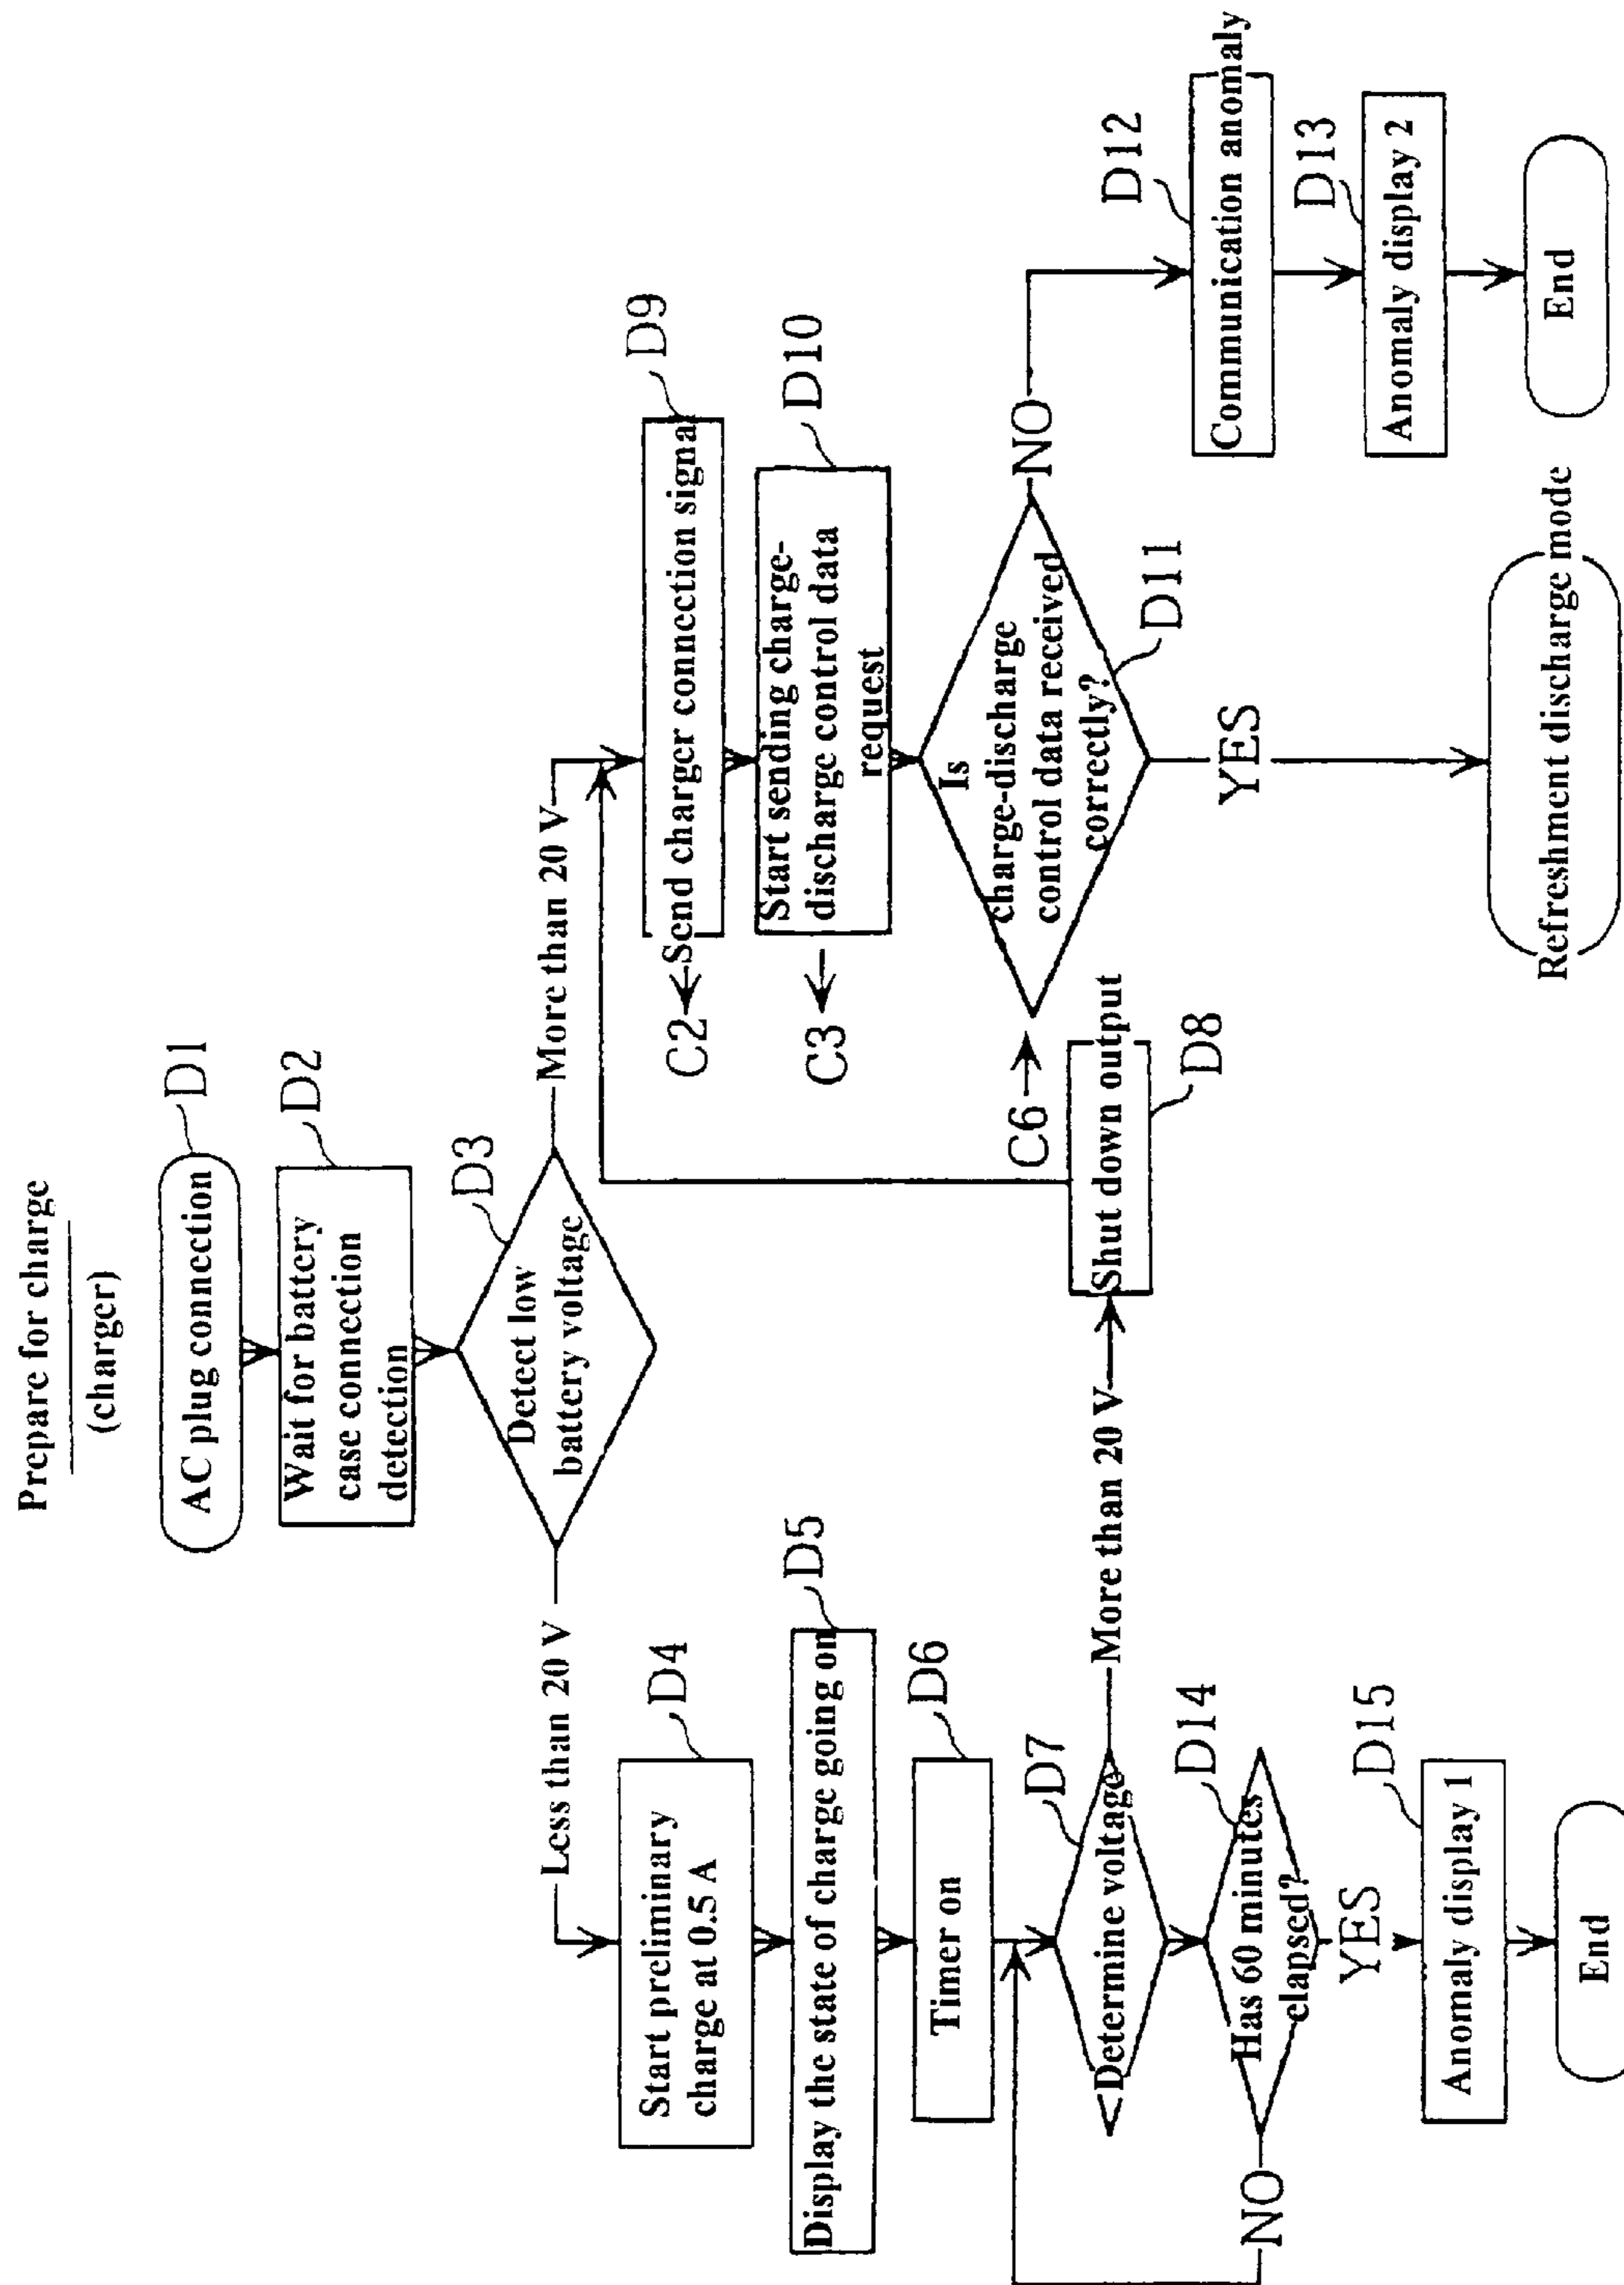 Prepare for charge
(charger)
D1
AC plug connection
D2
Wait for battery
case connection
detection
D3
Detect low
battery voltage
Less than 20 V
More than 20 V
D4
Start preliminary
charge at 0.5 A
D5
Display the state of charge going on
D6
Timer on
D7
Determine voltage
More than 20 V
Shut down output
D8
D14
Has 60 minutes
elapsed?
NO
YES
D15
Anomaly display 1
End
D9
C2
Send charger connection signal
D10
C3
Start sending charge-
discharge control data
request
C6
Is
charge-discharge
control data received
correctly?
D11
NO
YES
Refreshment discharge mode
D12
Communication anomaly
D13
Anomaly display 2
End